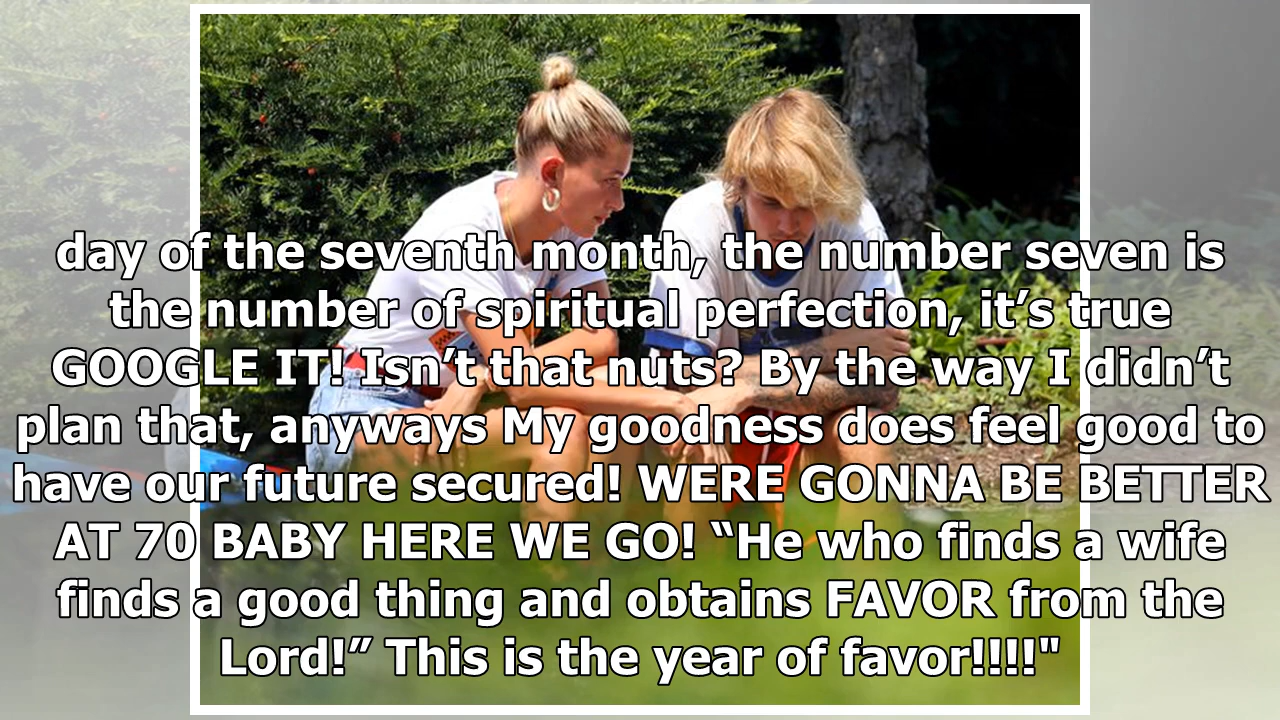 day of the seventh month, the number seven is
the number of spiritual perfection, it’s true
GOOGLE IT! Isn’t that nuts? By the way I didn’t
plan that, anyways My goodness does feel good to
have our future secured! WERE GONNA BE BETTER
AT 70 BABY HERE WE GO! “He who finds a wife
finds a good thing and obtains FAVOR from the
Lord!” This is the year of favor!!!!"